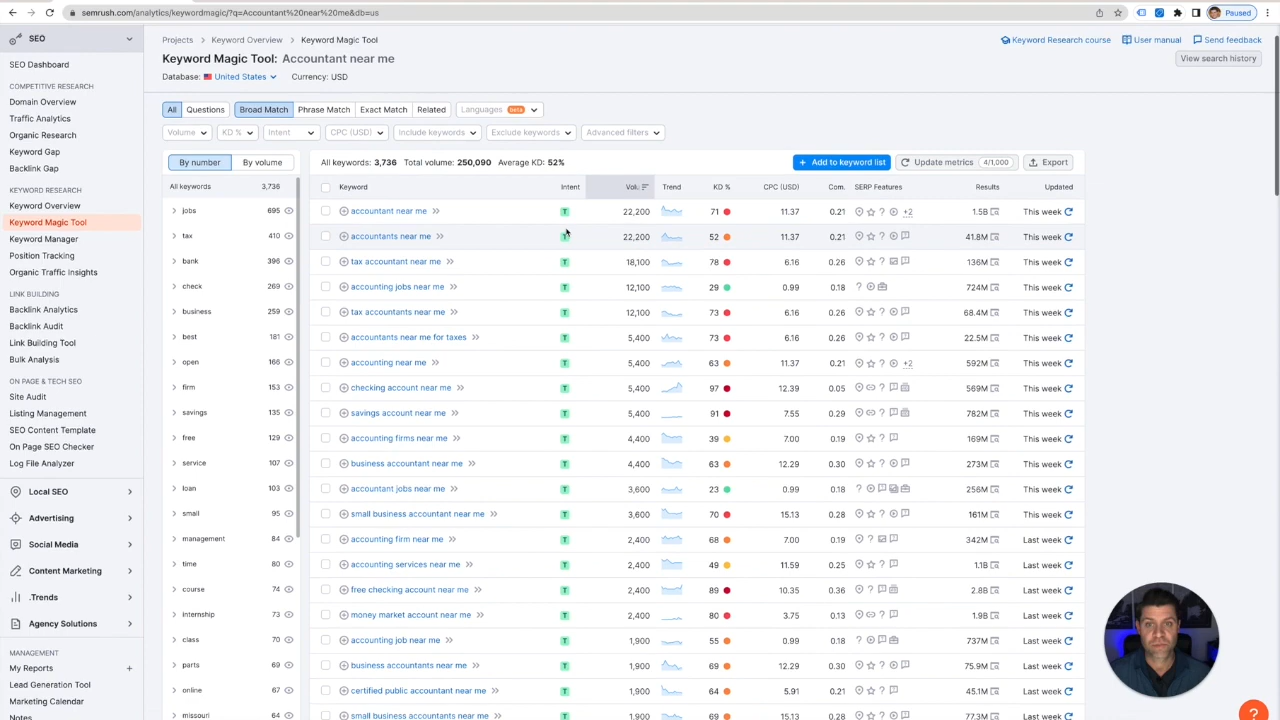 semrush.com/analytics/keywordmagic/?q=Accountant%20near%20me&db=us
Paused
SEO
SEO Dashboard
COMPETITIVE RESEARCH
Domain Overview
Traffic Analytics
Organic Research
Keyword Gap
Backlink Gap
KEYWORD RESEARCH
Keyword Overview
Keyword Magic Tool
Keyword Manager
Position Tracking
Organic Traffic Insights
LINK BUILDING
Backlink Analytics
Backlink Audit
Link Building Tool
Bulk Analysis
ON PAGE & TECH SEO
Site Audit
Listing Management
SEO Content Template
On Page SEO Checker
Log File Analyzer
Local SEO
Advertising
Social Media
Content Marketing
.Trends
Agency Solutions
MANAGEMENT
My Reports +
Lead Generation Tool
Marketing Calendar
Notes
Projects > Keyword Overview > Keyword Magic Tool
Keyword Research course User manual Send feedback
Keyword Magic Tool: Accountant near me
View search history
Database: United States Currency: USD
All Questions Broad Match Phrase Match Exact Match Related Languages beta
Volume KD % Intent CPC (USD) Include keywords Exclude keywords Advanced filters
By number By volume
All keywords 3,736
jobs 695
tax 410
bank 396
check 269
business 259
best 181
open 166
firm 153
savings 135
free 129
service 107
loan 103
small 95
management 84
time 80
course 74
internship 73
class 70
parts 69
online 67
missouri 64
All keywords: 3,736 Total volume: 250,090 Average KD: 52%
+ Add to keyword list Update metrics 4/1,000 Export
Keyword Intent Vol. Trend KD % CPC (USD) Com. SERP Features Results Updated
accountant near me T 22,200 71 11.37 0.21 +2 1.5B This week
accountants near me T 22,200 52 11.37 0.21 41.8M This week
tax accountant near me T 18,100 78 6.16 0.26 136M This week
accounting jobs near me T 12,100 29 0.99 0.18 724M This week
tax accountants near me T 12,100 73 6.16 0.26 68.4M This week
accountants near me for taxes T 5,400 73 6.16 0.26 22.5M This week
accounting near me T 5,400 63 11.37 0.21 +2 592M This week
checking account near me T 5,400 97 12.39 0.05 569M This week
savings account near me T 5,400 91 7.55 0.29 782M This week
accounting firms near me T 4,400 39 7.00 0.19 169M This week
business accountant near me T 4,400 63 12.29 0.30 273M This week
accountant jobs near me T 3,600 23 0.99 0.18 256M This week
small business accountant near me T 3,600 70 15.13 0.28 161M This week
accounting firm near me T 2,400 68 7.00 0.19 342M Last week
accounting services near me T 2,400 49 11.59 0.25 1.1B Last week
free checking account near me T 2,400 89 10.35 0.36 2.8B Last week
money market account near me T 2,400 80 3.75 0.13 1.9B Last week
accounting job near me T 1,900 55 0.99 0.18 737M Last week
business accountants near me T 1,900 69 12.29 0.30 75.9M Last week
certified public accountant near me T 1,900 64 5.91 0.21 45.1M Last week
small business accountants near me T 1,900 69 15.13 0.28 77.3M Last week
?